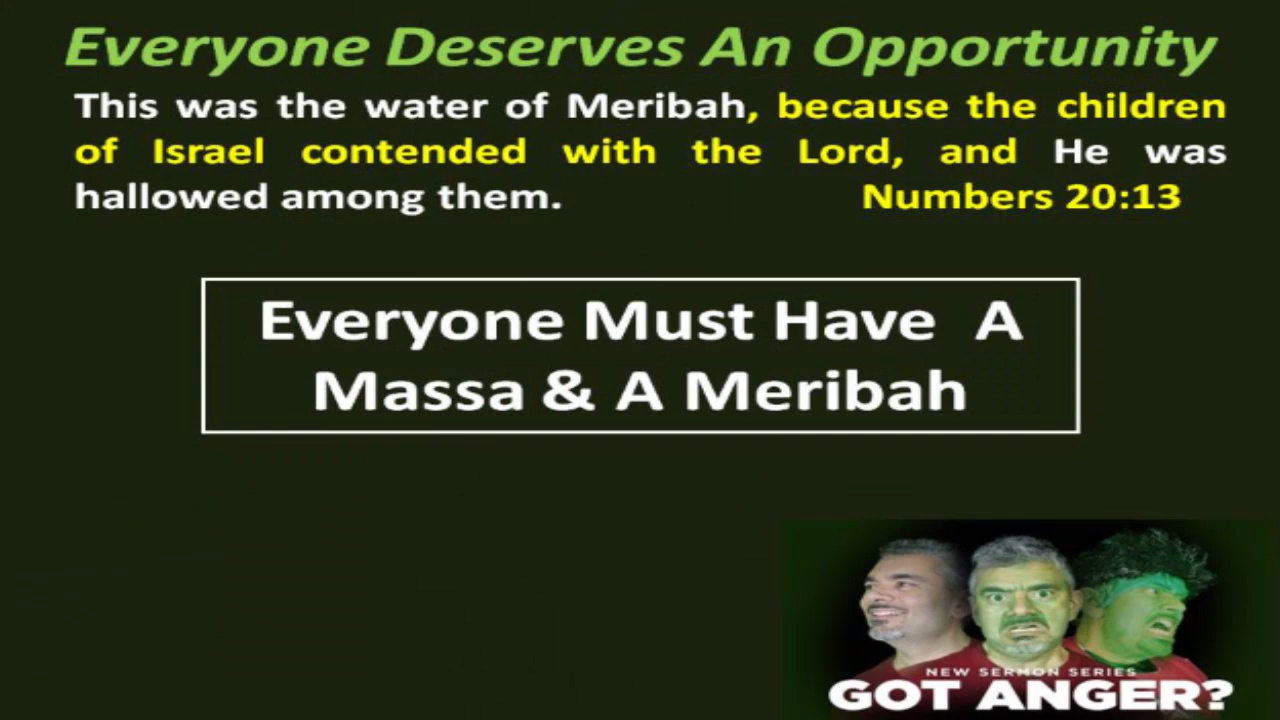 Everyone Deserves An Opportunity
This was the water of Meribah, because the children
of Israel contended with the Lord, and He was
hallowed among them. Numbers 20:13
Everyone Must Have A
Massa & A Meribah
NEW SERMON SERIES
GOT ANGER?